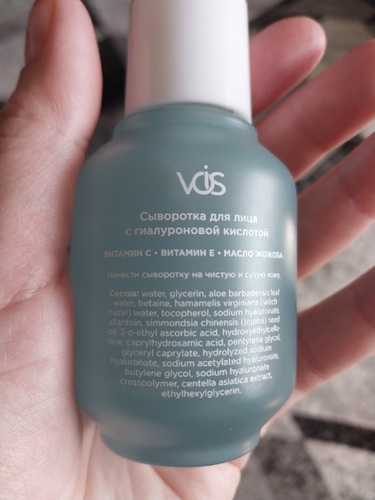 VOIS
Сыворотка для лица
с гиалуроновой кислотой
ВИТАМИН С • ВИТАМИН Е • МАСЛО ЖОЖОБА
Нанести сыворотку на чистую и сухую кожу.
Состав: water, glycerin, aloe barbadensis leaf
water, betaine, hamamelis virginiana (witch
hazel) water, tocopherol, sodium hyaluronate,
allantoin, simmondsia chinensis (jojoba) seed
oil, 3-o-ethyl ascorbic acid, hydroxyethylcellu-
lose, caprylhydroxamic acid, pentylene glycol,
glyceryl caprylate, hydrolyzed sodium
hyaluronate, sodium acetylated hyaluronate,
butylene glycol, sodium hyaluronate
crosspolymer, centella asiatica extract,
ethylhexylglycerin.